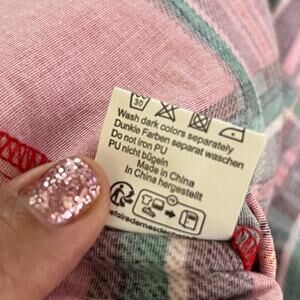 30
Wash dark colors separately
Dunkle Farben separat waschen
Do not Iron PU
PU nicht bügeln
Made in China
In China hergestellt